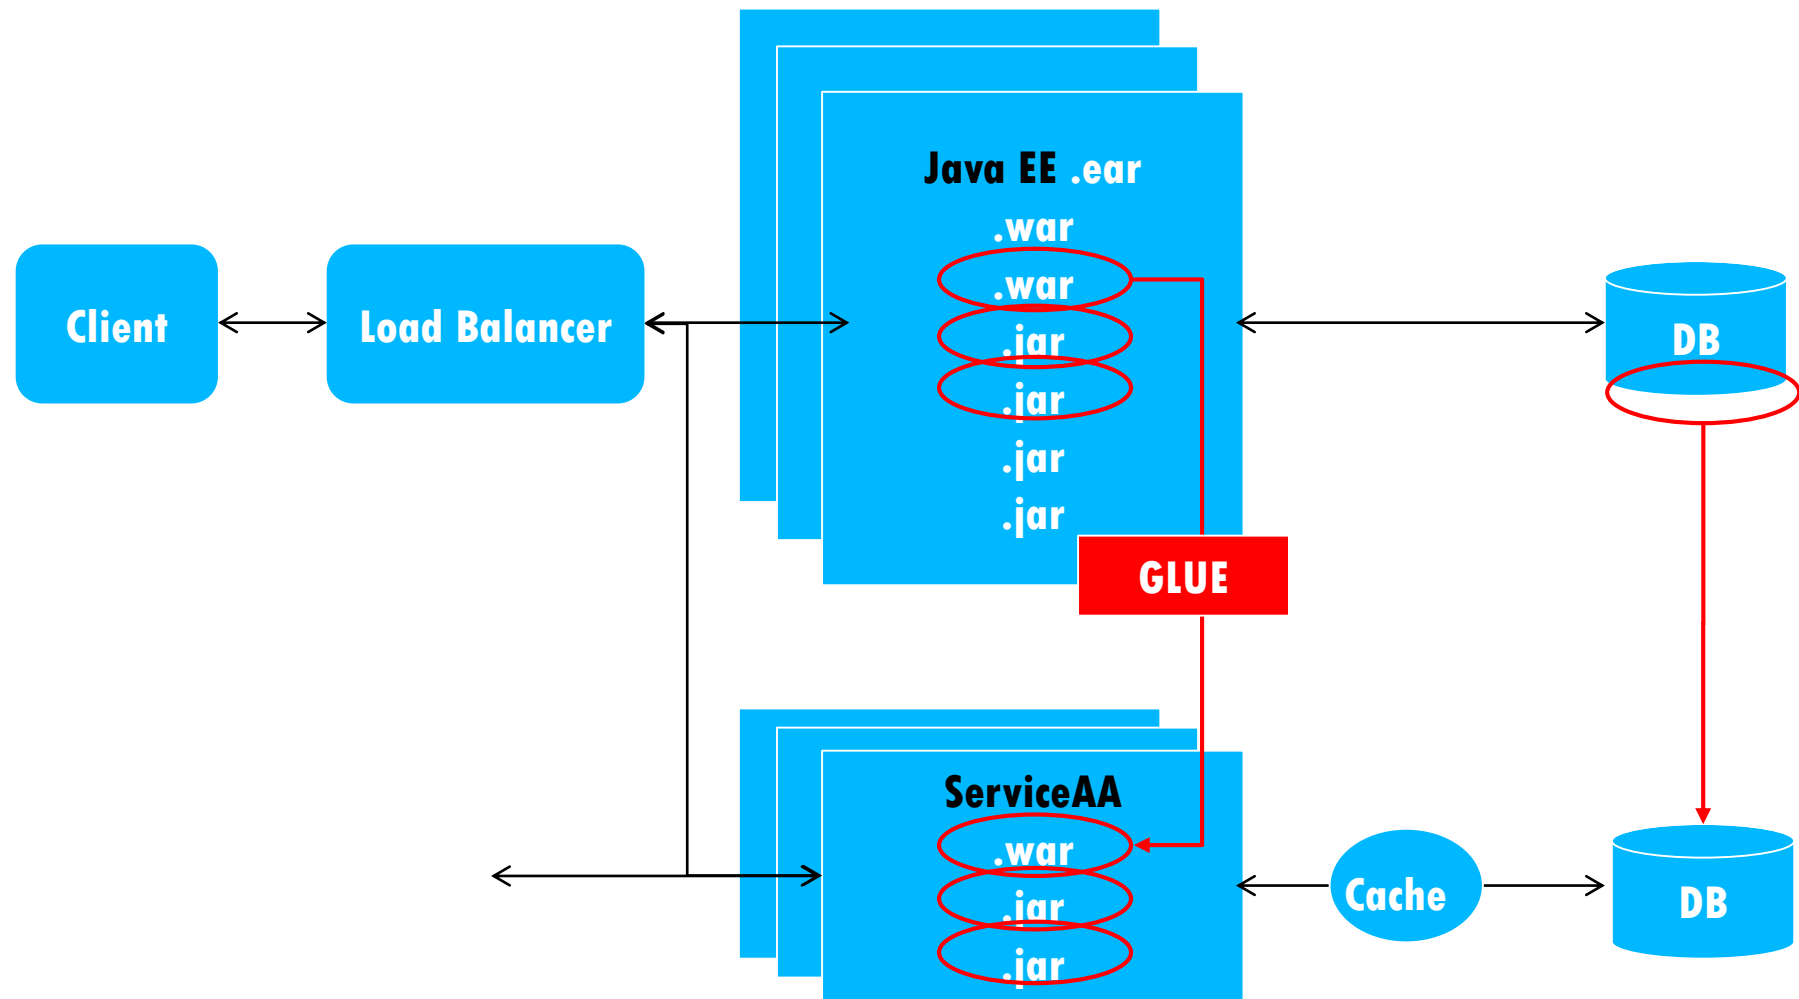 Java EE .ear
.war
.war
.jar
.jar
.jar
.jar
Client
Load Balancer
DB
GLUE
ServiceAA
.war
.jar
.jar
Cache
DB